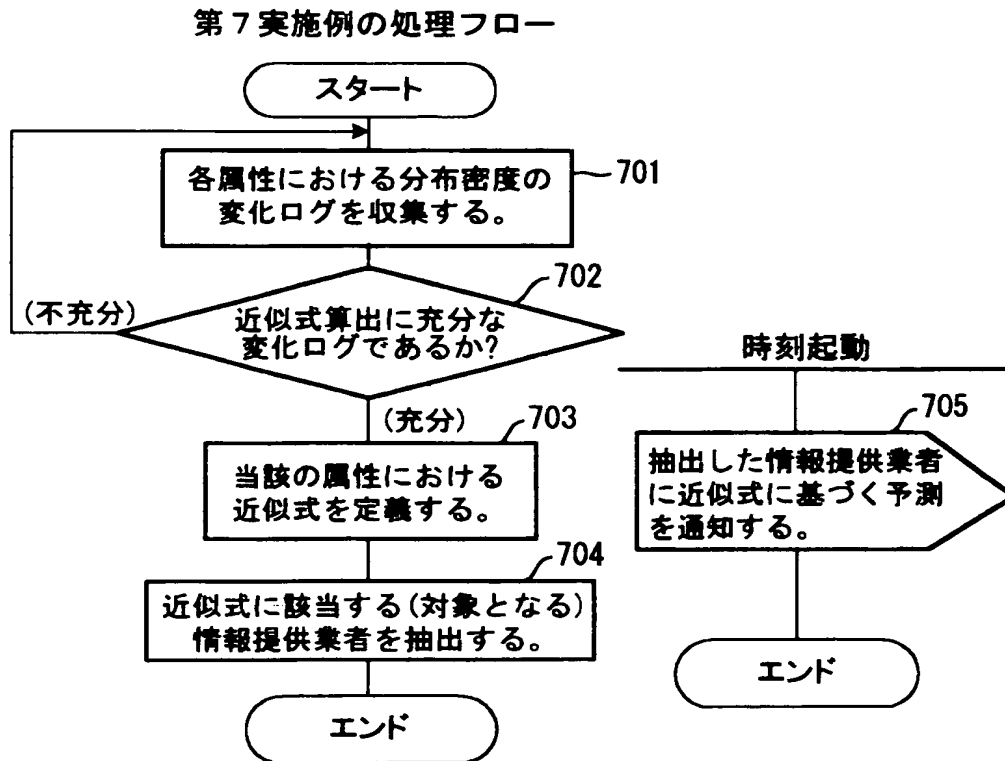 第7実施例の処理フロー
スタート
各属性における分布密度の
変化ログを収集する。
701
702
(不充分)
近似式算出に充分な
変化ログであるか?
(充分)
703
当該の属性における
近似式を定義する。
704
近似式に該当する(対象となる)
情報提供業者を抽出する。
エンド
時刻起動
705
抽出した情報提供業者
に近似式に基づく予測
を通知する。
エンド